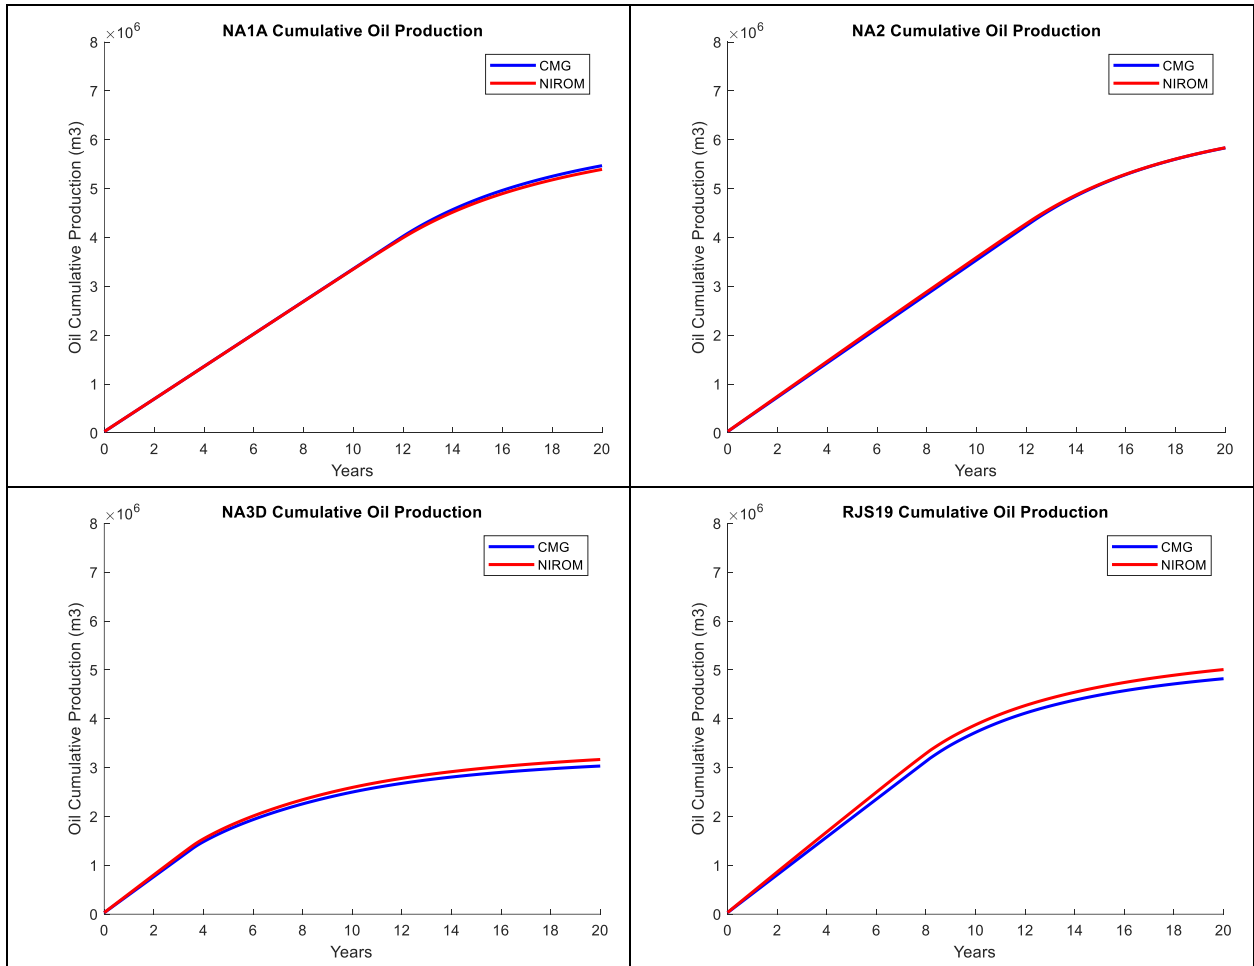 NA1A Cumulative Oil Production
×10^6
CMG
NIROM
8
7
6
5
4
3
2
1
0
Oil Cumulative Production (m3)
0 2 4 6 8 10 12 14 16 18 20
Years
NA2 Cumulative Oil Production
×10^6
CMG
NIROM
8
7
6
5
4
3
2
1
0
Oil Cumulative Production (m3)
0 2 4 6 8 10 12 14 16 18 20
Years
NA3D Cumulative Oil Production
×10^6
CMG
NIROM
8
7
6
5
4
3
2
1
0
Oil Cumulative Production (m3)
0 2 4 6 8 10 12 14 16 18 20
Years
RJS19 Cumulative Oil Production
×10^6
CMG
NIROM
8
7
6
5
4
3
2
1
0
Oil Cumulative Production (m3)
0 2 4 6 8 10 12 14 16 18 20
Years